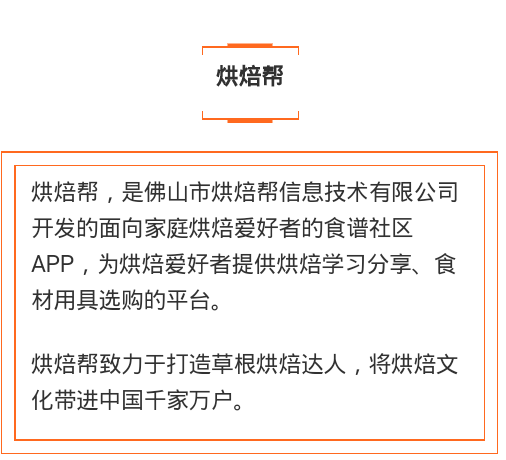 烘焙帮
烘焙帮，是佛山市烘焙帮信息技术有限公司
开发的面向家庭烘焙爱好者的食谱社区
APP，为烘焙爱好者提供烘焙学习分享、食
材用具选购的平台。
烘焙帮致力于打造草根烘焙达人，将烘焙文
化带进中国千家万户。